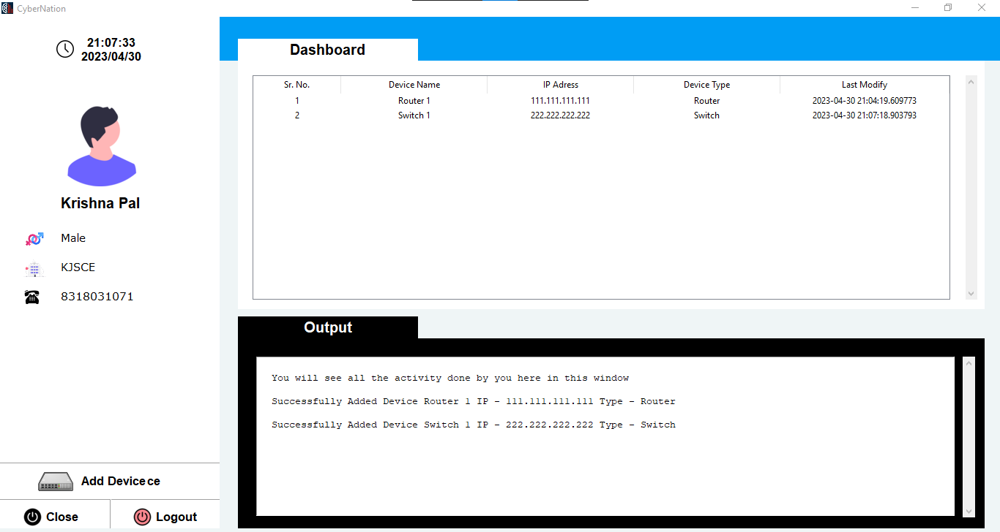 CyberNation
21:07:33
2023/04/30
Krishna Pal
Male
KJSCE
8318031071
Add Devicece
Close
Logout
Dashboard
Sr. No. Device Name IP Adress Device Type Last Modify
1 Router 1 111.111.111.111 Router 2023-04-30 21:04:19.609773
2 Switch 1 222.222.222.222 Switch 2023-04-30 21:07:18.903793
Output
You will see all the activity done by you here in this window
Successfully Added Device Router 1 IP - 111.111.111.111 Type - Router
Successfully Added Device Switch 1 IP - 222.222.222.222 Type - Switch